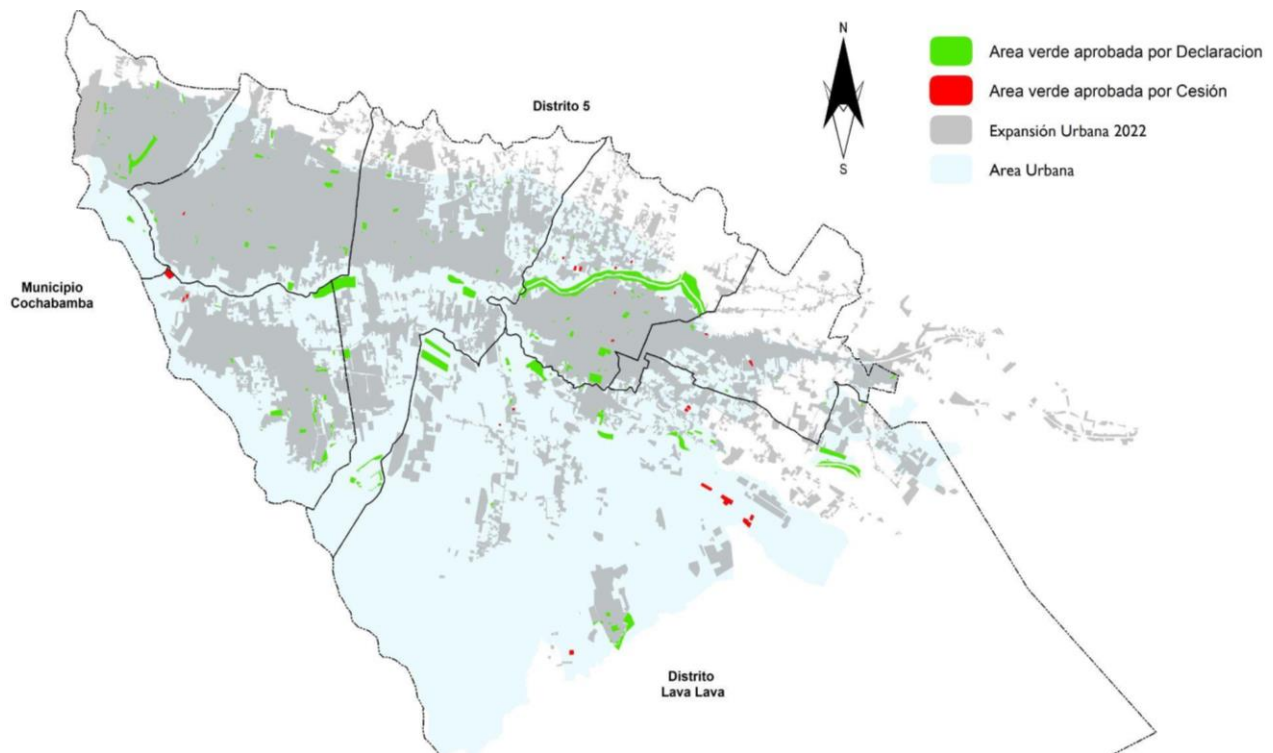 N
S
Area verde aprobada por Declaracion
Area verde aprobada por Cesión
Expansión Urbana 2022
Area Urbana
Distrito 5
Municipio
Cochabamba
Distrito
Lava Lava